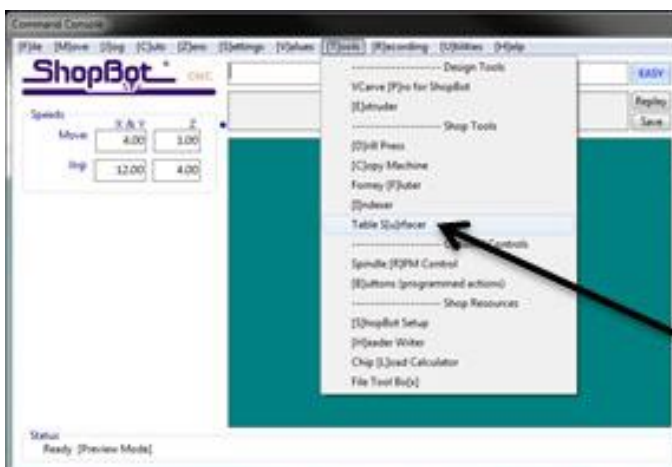 Command Console
[F]ile [M]ove [J]og [C]uts [Z]ero [S]ettings [V]alues [T]ools [R]ecording [U]tilities [H]elp
ShopBot CNC
EASY
Speeds
X & Y Z
Move 4.00 1.00
Jog 12.00 4.00
Replay
Save
Design Tools
VCarve [P]ro for ShopBot
[E]xtruder
Shop Tools
[D]rill Press
[C]opy Machine
Forney [F]luter
[I]ndexer
Table S[u]rfacer
Controls
Spindle [R]PM Control
[B]uttons (programmed actions)
Shop Resources
[S]hopBot Setup
[H]eader Writer
Chip [L]oad Calculator
File Tool Bo[x]
Status
Ready [Preview Mode]